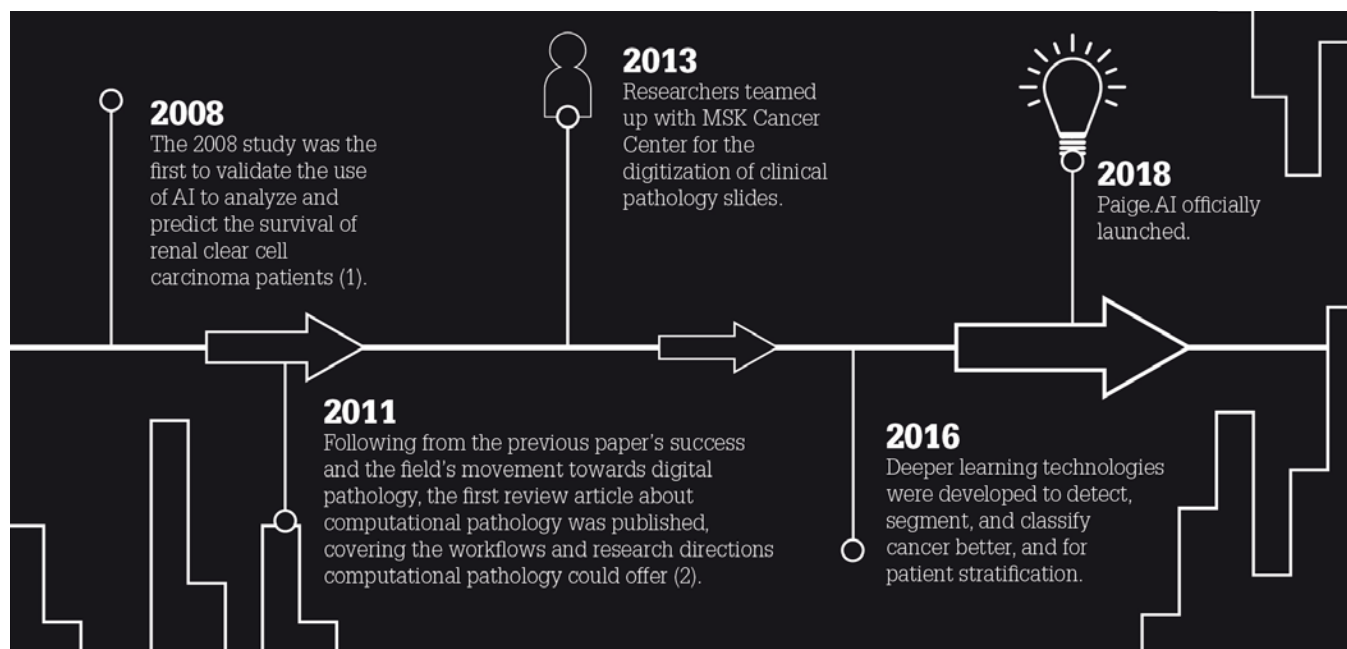 2008
The 2008 study was the
first to validate the use
of AI to analyze and
predict the survival of
renal clear cell
carcinoma patients (1).
2011
Following from the previous paper's success
and the field's movement towards digital
pathology, the first review article about
computational pathology was published,
covering the workflows and research directions
computational pathology could offer (2).
2013
Researchers teamed
up with MSK Cancer
Center for the
digitization of clinical
pathology slides.
2016
Deeper learning technologies
were developed to detect,
segment, and classify
cancer better, and for
patient stratification.
2018
Paige.AI officially
launched.